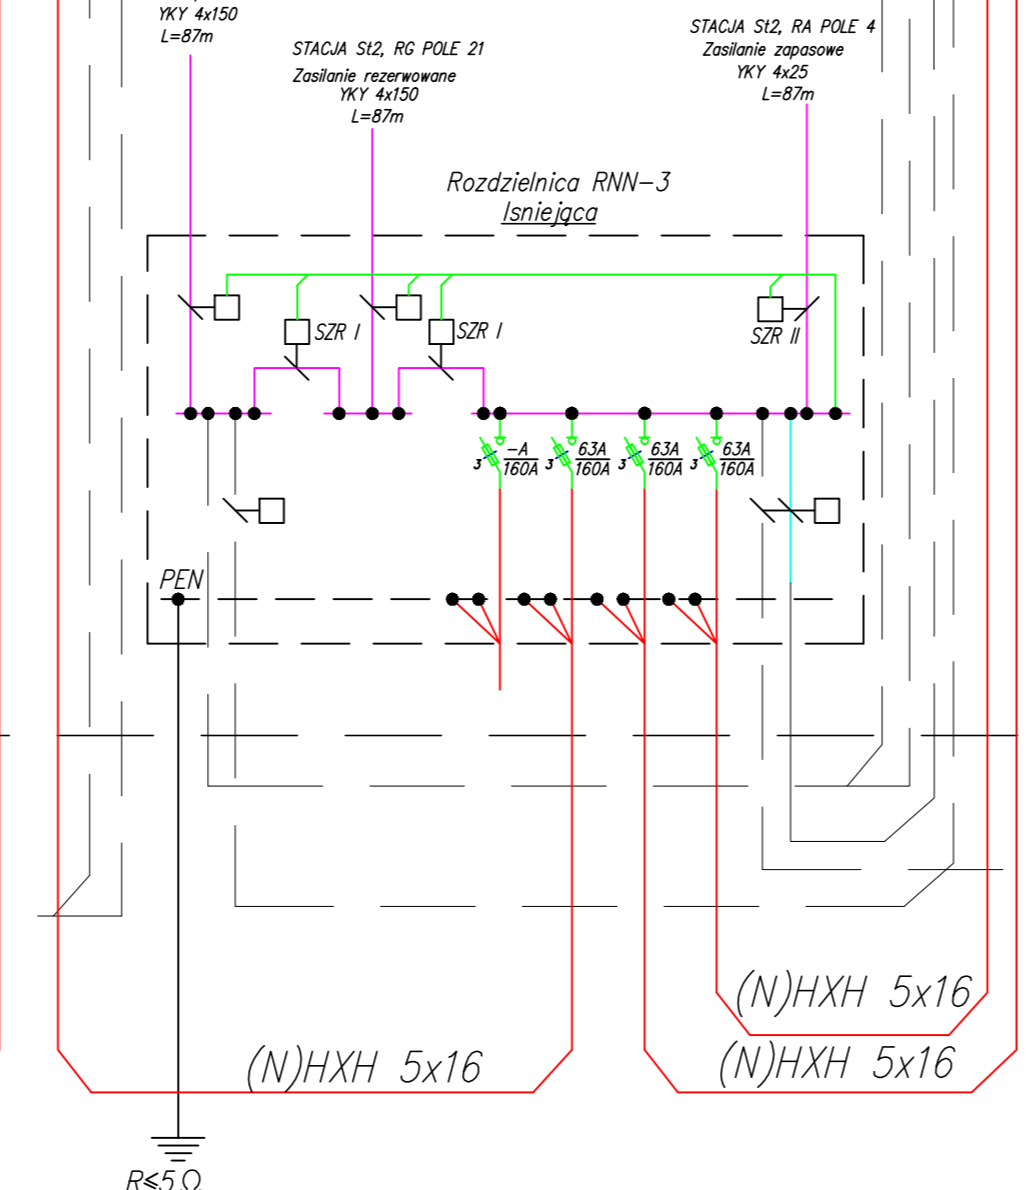 YKY 4x150
L=87m
STACJA St2, RG POLE 21
Zasilanie rezerwowane
YKY 4x150
L=87m
STACJA St2, RA POLE 4
Zasilanie zapasowe
YKY 4x25
L=87m
Rozdzielnica RNN-3
Isniejąca
SZR I
SZR I
SZR II
3 -A 160A
3 63A 160A
3 63A 160A
3 63A 160A
PEN
(N)HXH 5x16
(N)HXH 5x16
(N)HXH 5x16
R≤5Ω